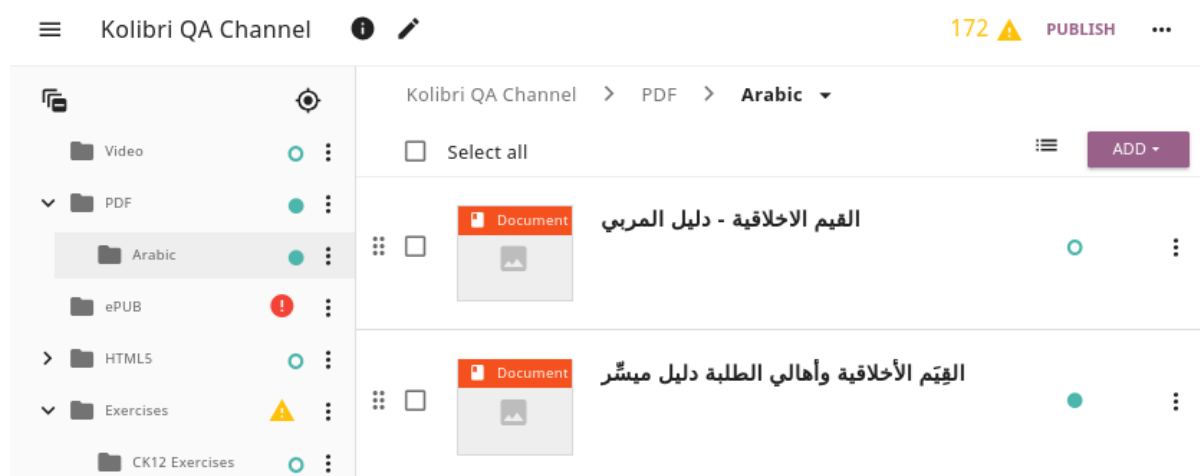 Kolibri QA Channel
172
PUBLISH
Video
PDF
Arabic
ePUB
HTML5
Exercises
CK12 Exercises
Kolibri QA Channel > PDF > Arabic
Select all
ADD
Document
القيم الاخلاقية - دليل المربي
Document
القِيَم الأخلاقية وأهالي الطلبة دليل ميسِّر